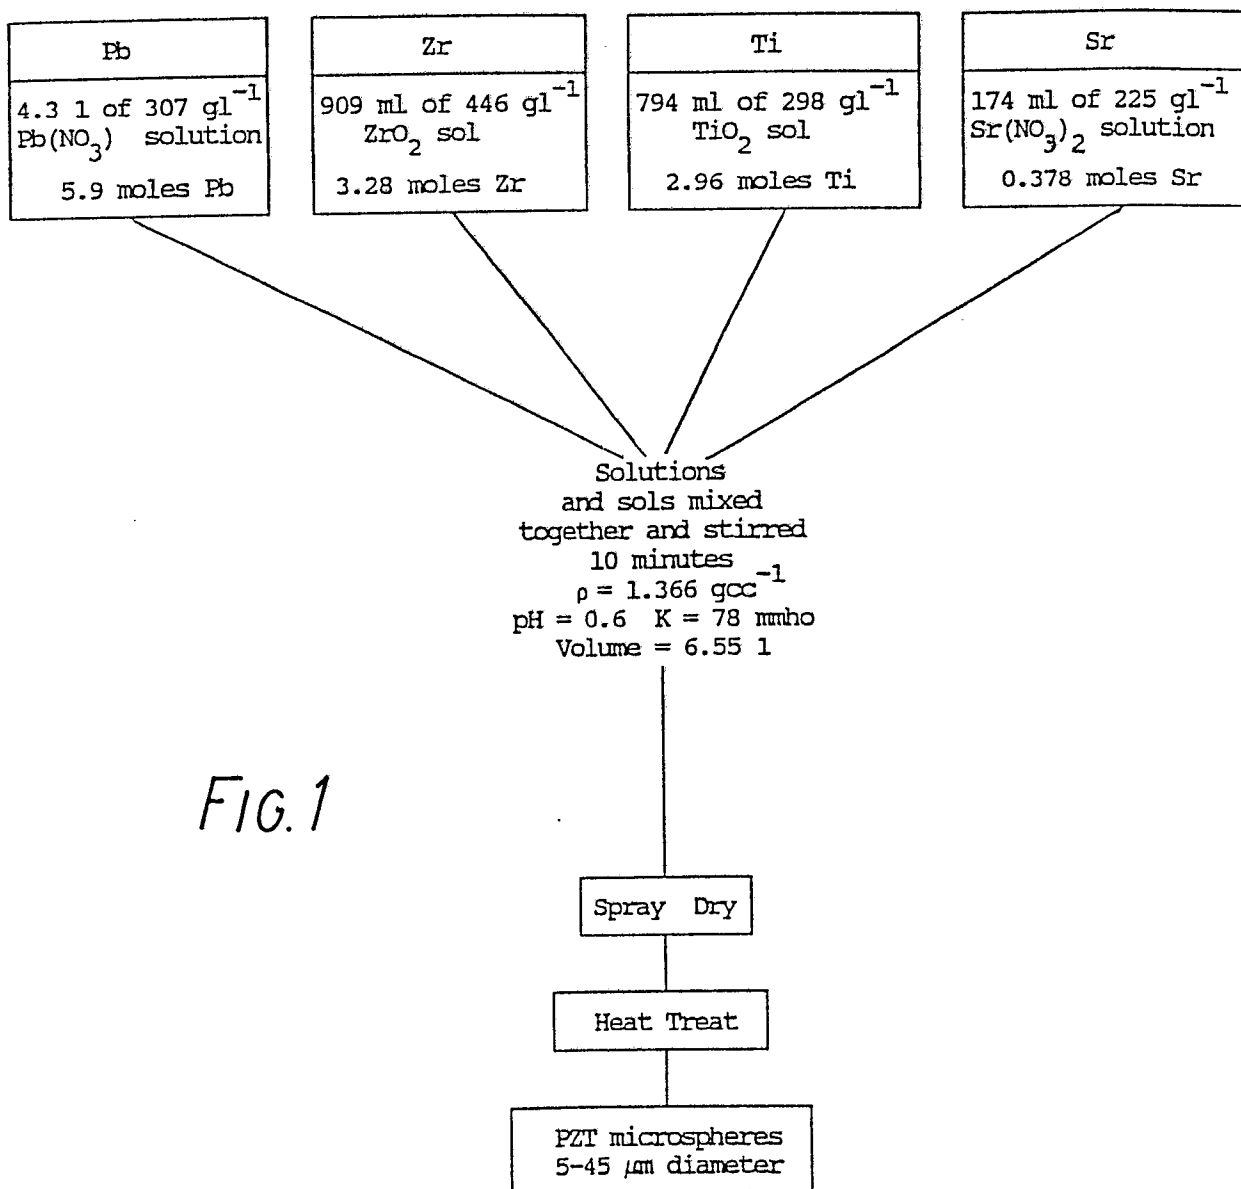 Pb
4.3 l of 307 gl⁻¹
Pb(NO₃) solution
5.9 moles Pb
Zr
909 ml of 446 gl⁻¹
ZrO₂ sol
3.28 moles Zr
Ti
794 ml of 298 gl⁻¹
TiO₂ sol
2.96 moles Ti
Sr
174 ml of 225 gl⁻¹
Sr(NO₃)₂ solution
0.378 moles Sr
Solutions
and sols mixed
together and stirred
10 minutes
ρ = 1.366 gcc⁻¹
pH = 0.6 K = 78 mmho
Volume = 6.55 l
FIG. 1
Spray Dry
Heat Treat
PZT microspheres
5-45 μm diameter